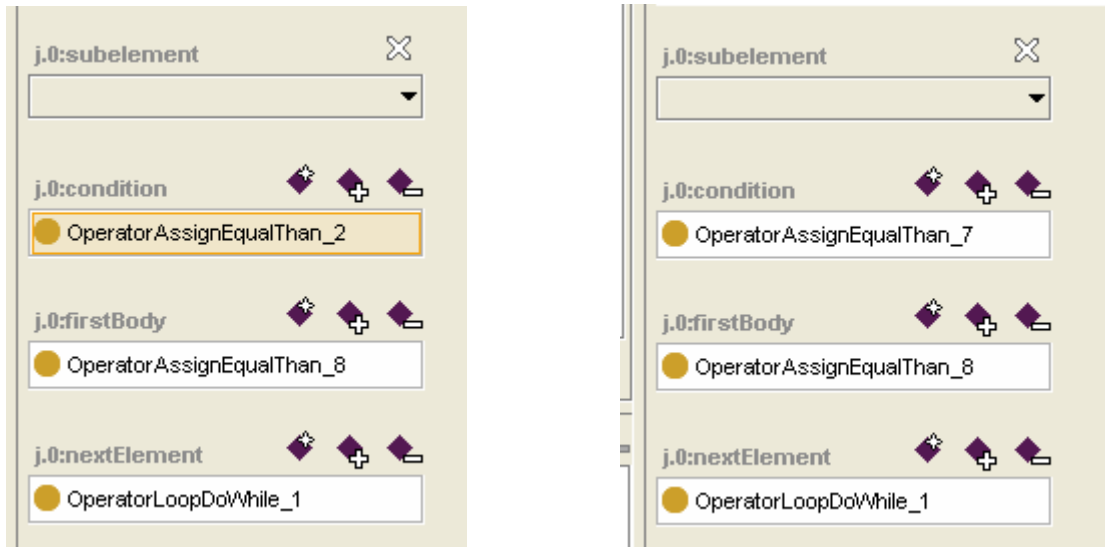 j.0:subelement
j.0:condition
OperatorAssignEqualThan_2
j.0:firstBody
OperatorAssignEqualThan_8
j.0:nextElement
OperatorLoopDoWhile_1
j.0:subelement
j.0:condition
OperatorAssignEqualThan_7
j.0:firstBody
OperatorAssignEqualThan_8
j.0:nextElement
OperatorLoopDoWhile_1